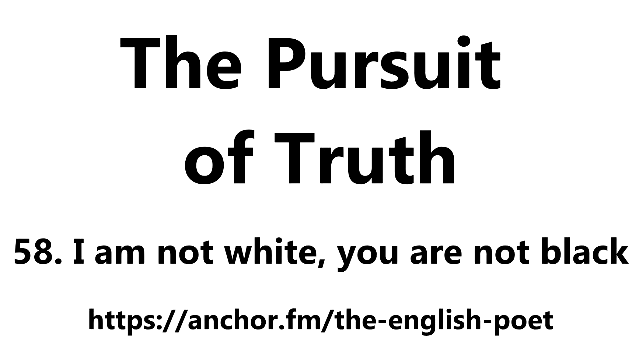 The Pursuit
of Truth
58. I am not white, you are not black
https://anchor.fm/the-english-poet